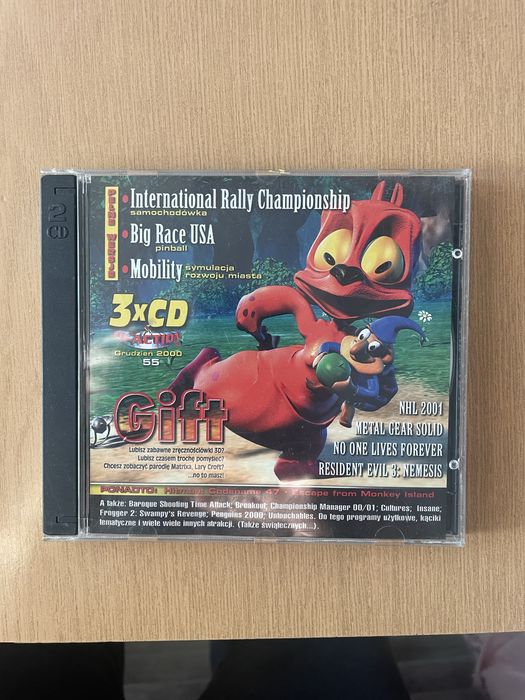 2 CD
PEŁNE WERSJE
• International Rally Championship
samochodówka
• Big Race USA
pinball
• Mobility symulacja
rozwoju miasta
3xCD
ACTION
Grudzień 2000
55
Gift
Lubisz zabawne zręcznościówki 3D?
Lubisz czasem trochę pomyśleć?
Chcesz zobaczyć parodię Matrixa, Lary Croft?
...no to masz!
NHL 2001
METAL GEAR SOLID
NO ONE LIVES FOREVER
RESIDENT EVIL 3: NEMESIS
PONADTO: Hitman: Codename 47 • Escape from Monkey Island
A także: Baroque Shooting Time Attack; Breakout; Championship Manager 00/01; Cultures; Insane;
Frogger 2: Swampy's Revenge; Penguins 2000; Untouchables. Do tego programy użytkowe, kąciki
tematyczne i wiele wiele innych atrakcji. (Także świątecznych...).